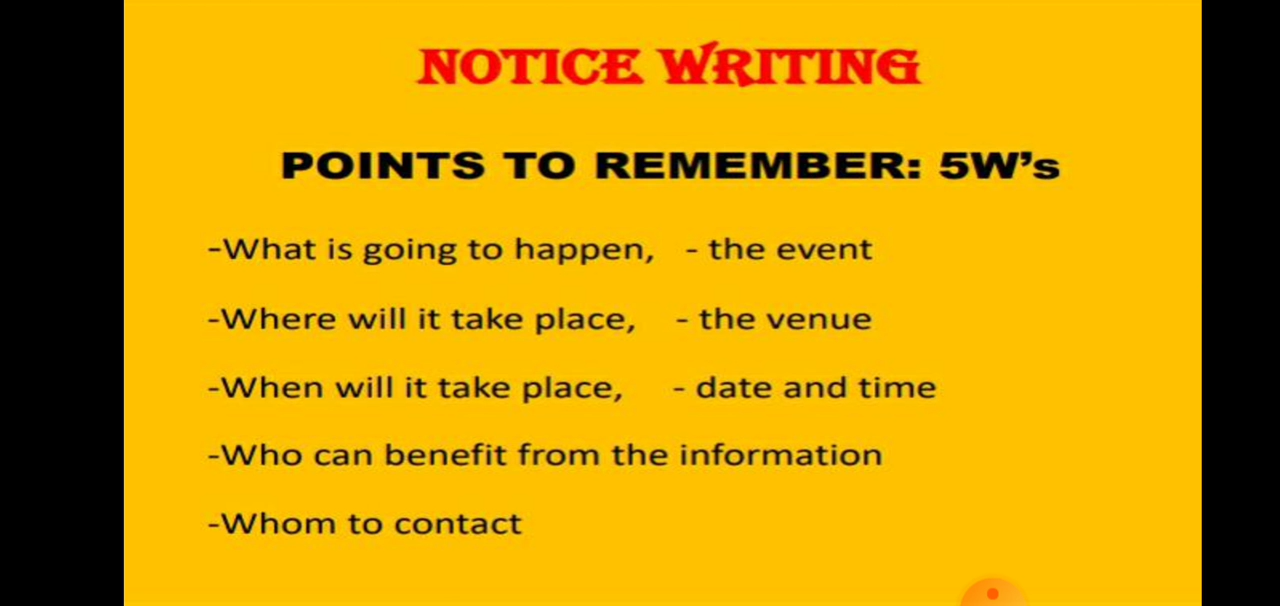 NOTICE WRITING
POINTS TO REMEMBER: 5W’s
-What is going to happen, - the event
-Where will it take place, - the venue
-When will it take place, - date and time
-Who can benefit from the information
-Whom to contact